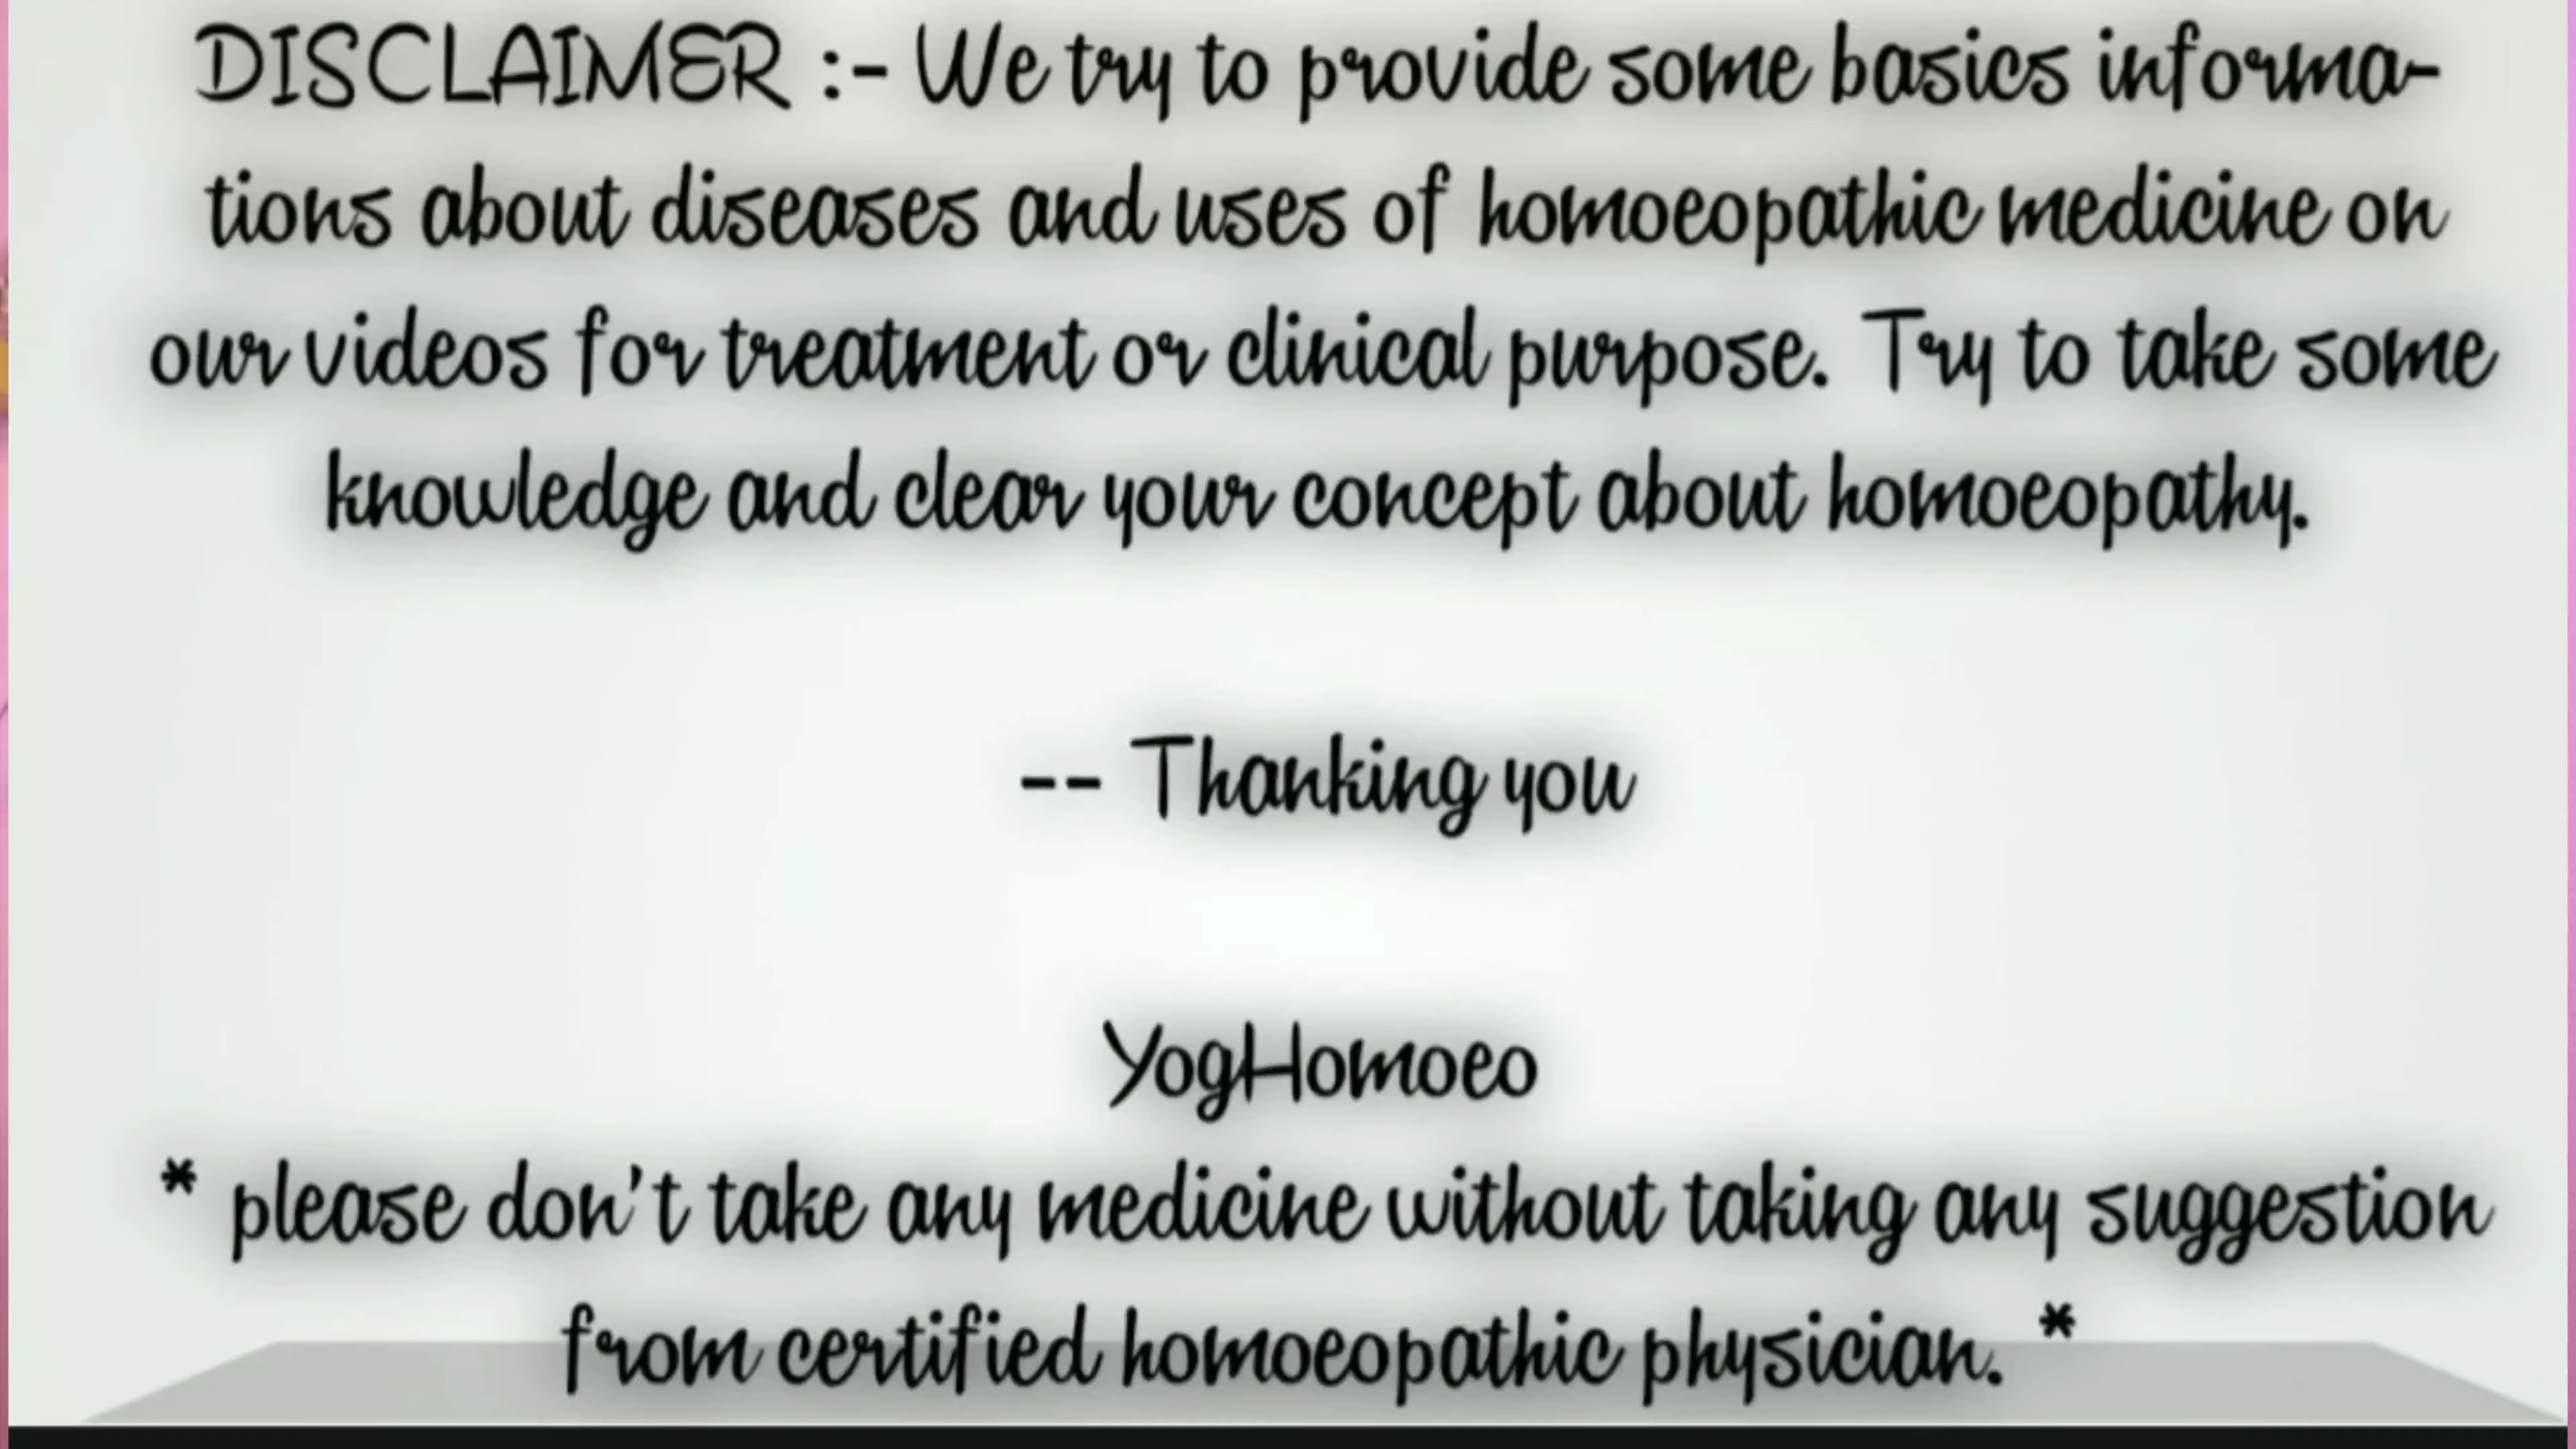 DISCLAIMER :- We try to provide some basics informa-
tions about diseases and uses of homoeopathic medicine on
our videos for treatment or clinical purpose. Try to take some
knowledge and clear your concept about homoeopathy.
-- Thanking you
YogHomoeo
* please don't take any medicine without taking any suggestion
from certified homoeopathic physician. *